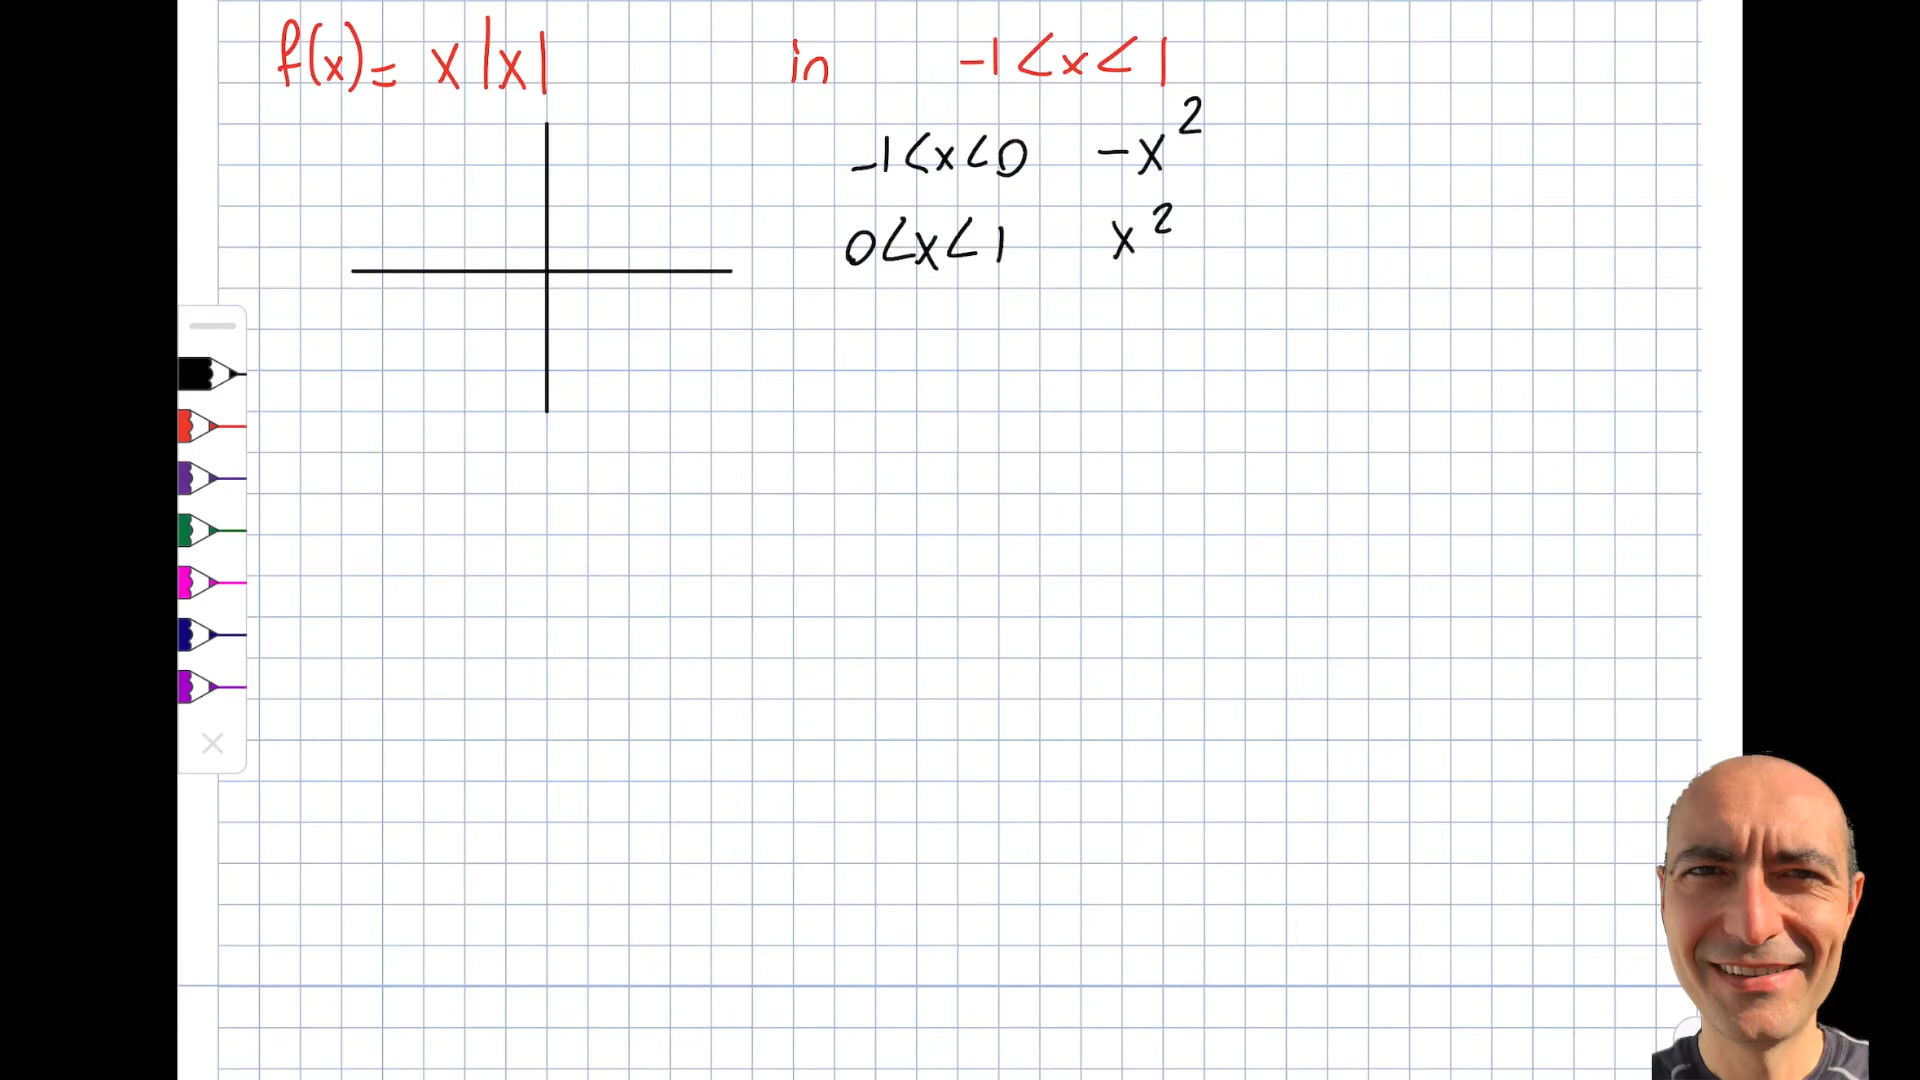 f(x) = x|x| in -1<x<1
-1<x<0 -x²
0<x<1 x²